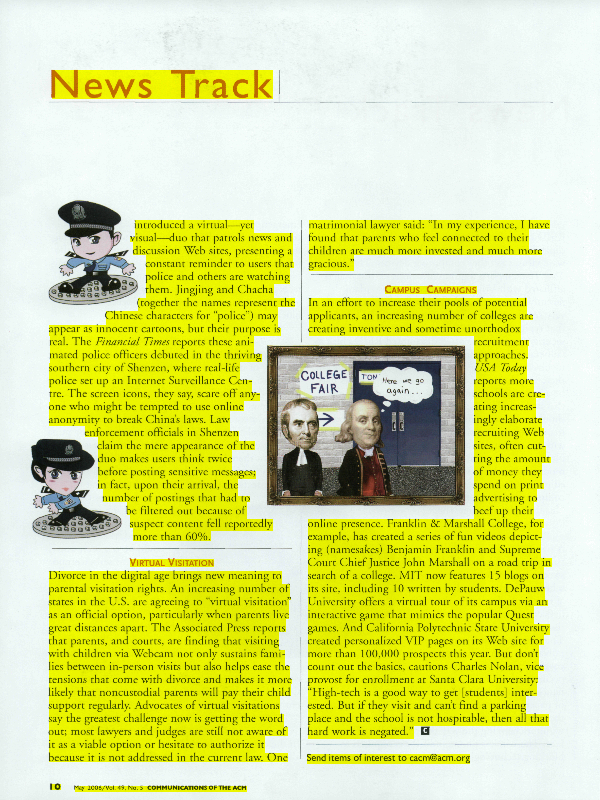 News Track
introduced a virtual—yet
visual—duo that patrols news and
discussion Web sites, presenting a
constant reminder to users that
police and others are watching
them. Jingjing and Chacha
(together the names represent the
Chinese characters for "police") may
appear as innocent cartoons, but their purpose is
real. The Financial Times reports these ani-
mated police officers debuted in the thriving
southern city of Shenzen, where real-life
police set up an Internet Surveillance Cen-
tre. The screen icons, they say, scare off any-
one who might be tempted to use online
anonymity to break China's laws. Law
enforcement officials in Shenzen
claim the mere appearance of the
duo makes users think twice
before posting sensitive messages;
in fact, upon their arrival, the
number of postings that had to
be filtered out because of
suspect content fell reportedly
more than 60%.
VIRTUAL VISITATION
Divorce in the digital age brings new meaning to
parental visitation rights. An increasing number of
states in the U.S. are agreeing to "virtual visitation"
as an official option, particularly when parents live
great distances apart. The Associated Press reports
that parents, and courts, are finding that visiting
with children via Webcam not only sustains fami-
lies between in-person visits but also helps ease the
tensions that come with divorce and makes it more
likely that noncustodial parents will pay their child
support regularly. Advocates of virtual visitations
say the greatest challenge now is getting the word
out; most lawyers and judges are still not aware of
it as a viable option or hesitate to authorize it
because it is not addressed in the current law. One
matrimonial lawyer said: "In my experience, I have
found that parents who feel connected to their
children are much more invested and much more
gracious."
CAMPUS CAMPAIGNS
In an effort to increase their pools of potential
applicants, an increasing number of colleges are
creating inventive and sometime unorthodox
recruitment
approaches.
USA Today
reports more
schools are cre-
ating increas-
ingly elaborate
recruiting Web
sites, often cut-
ting the amount
of money they
spend on print
advertising to
beef up their
COLLEGE
FAIR
TO
Here we go
again...
online presence. Franklin & Marshall College, for
example, has created a series of fun videos depict-
ing (namesakes) Benjamin Franklin and Supreme
Court Chief Justice John Marshall on a road trip in
search of a college. MIT now features 15 blogs on
its site, including 10 written by students. DePauw
University offers a virtual tour of its campus via an
interactive game that mimics the popular Quest
games. And California Polytechnic State University
created personalized VIP pages on its Web site for
more than 100,000 prospects this year. But don't
count out the basics, cautions Charles Nolan, vice
provost for enrollment at Santa Clara University:
"High-tech is a good way to get [students] inter-
ested. But if they visit and can't find a parking
place and the school is not hospitable, then all that
hard work is negated." C
Send items of interest to cacm@acm.org
10 May 2006/Vol. 49, No. 5 COMMUNICATIONS OF THE ACM